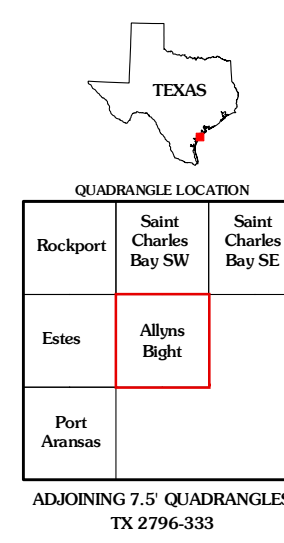 TEXAS
QUADRANGLE LOCATION
Rockport
Saint
Charles
Bay SW
Saint
Charles
Bay SE
Estes
Allyns
Bight
Port
Aransas
ADJOINING 7.5' QUADRANGLES
TX 2796-333